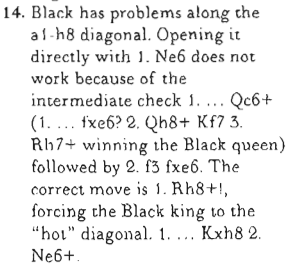 14. Black has problems along the
a1-h8 diagonal. Opening it
directly with 1. Ne6 does not
work because of the
intermediate check 1. ... Qc6+
(1. ... fxe6? 2. Qh8+ Kf7 3.
Rh7+ winning the Black queen)
followed by 2. f3 fxe6. The
correct move is 1. Rh8+!,
forcing the Black king to the
"hot" diagonal. 1. ... Kxh8 2.
Ne6+.